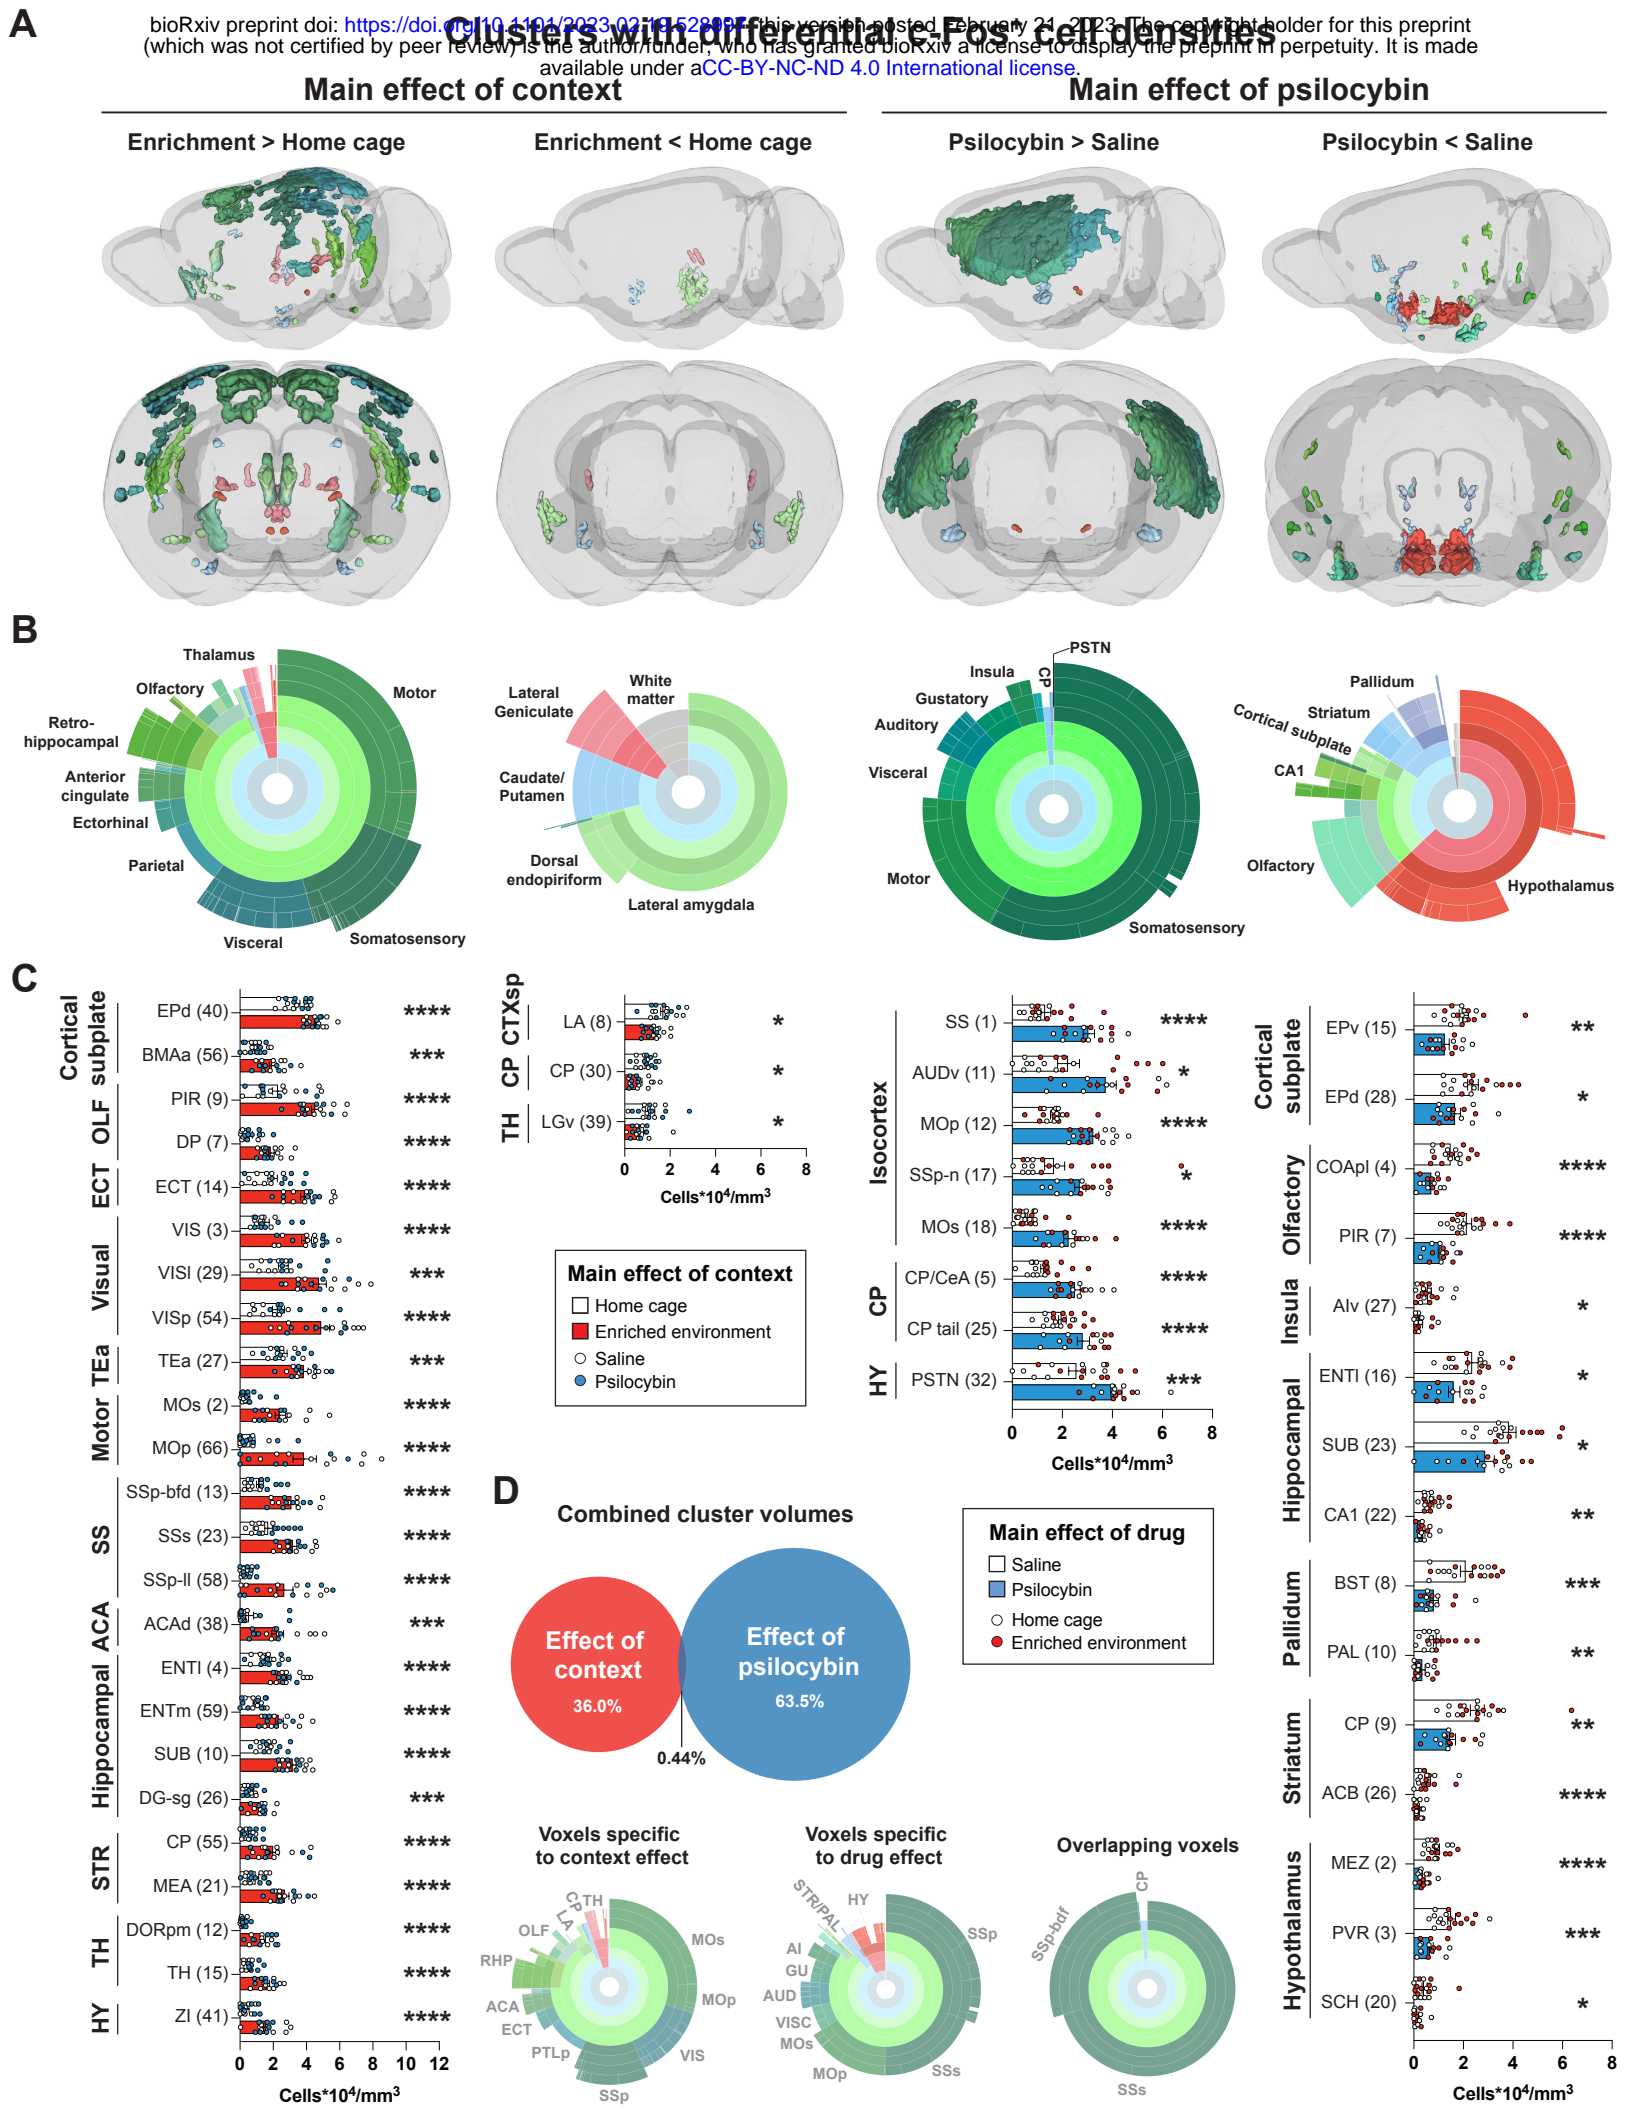 A
Clusters with differential c-Fos⁺ cell densities
bioRxiv preprint doi: https://doi.org/10.1101/2023.02.19.528997; this version posted February 21, 2023. The copyright holder for this preprint
(which was not certified by peer review) is the author/funder, who has granted bioRxiv a license to display the preprint in perpetuity. It is made
available under aCC-BY-NC-ND 4.0 International license.
Main effect of context
Main effect of psilocybin
Enrichment > Home cage
Enrichment < Home cage
Psilocybin > Saline
Psilocybin < Saline
B
Thalamus
Olfactory
Retro-
hippocampal
Anterior
cingulate
Ectorhinal
Parietal
Visceral
Somatosensory
Motor
Lateral
Geniculate
White
matter
Caudate/
Putamen
Dorsal
endopiriform
Lateral amygdala
PSTN
CP
Insula
Gustatory
Auditory
Visceral
Motor
Somatosensory
Pallidum
Striatum
Cortical subplate
CA1
Olfactory
Hypothalamus
C
Cortical
subplate
EPd (40) ****
BMAa (56) ***
OLF
PIR (9) ****
DP (7) ****
ECT
ECT (14) ****
Visual
VIS (3) ****
VISl (29) ***
VISp (54) ****
TEa
TEa (27) ***
Motor
MOs (2) ****
MOp (66) ****
SS
SSp-bfd (13) ****
SSs (23) ****
SSp-ll (58) ****
ACA
ACAd (38) ***
Hippocampal
ENTl (4) ****
ENTm (59) ****
SUB (10) ****
DG-sg (26) ***
STR
CP (55) ****
MEA (21) ****
TH
DORpm (12) ****
TH (15) ****
HY
ZI (41) ****
0 2 4 6 8 10 12
Cells*10⁴/mm³
CTXsp
LA (8) *
CP
CP (30) *
TH
LGv (39) *
0 2 4 6 8
Cells*10⁴/mm³
Main effect of context
Home cage
Enriched environment
Saline
Psilocybin
Isocortex
SS (1) ****
AUDv (11) *
MOp (12) ****
SSp-n (17) *
MOs (18) ****
CP
CP/CeA (5) ****
CP tail (25) ****
HY
PSTN (32) ***
0 2 4 6 8
Cells*10⁴/mm³
Main effect of drug
Saline
Psilocybin
Home cage
Enriched environment
Cortical
subplate
EPv (15) **
EPd (28) *
Olfactory
COApl (4) ****
PIR (7) ****
Insula
AIv (27) *
Hippocampal
ENTl (16) *
SUB (23) *
CA1 (22) **
Pallidum
BST (8) ***
PAL (10) **
Striatum
CP (9) **
ACB (26) ****
Hypothalamus
MEZ (2) ****
PVR (3) ***
SCH (20) *
0 2 4 6 8
Cells*10⁴/mm³
D
Combined cluster volumes
Effect of
context
36.0%
Effect of
psilocybin
63.5%
0.44%
Voxels specific
to context effect
TH
CP
LA
OLF
RHP
ACA
ECT
PTLp
SSp
VIS
MOp
MOs
Voxels specific
to drug effect
HY
STR/PAL
AI
GU
AUD
VISC
MOs
MOp
SSs
SSp
Overlapping voxels
CP
SSp-bdf
SSs